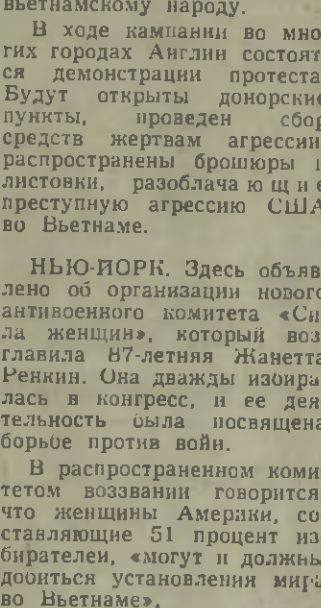 вьетнамскому народу.
В ходе кампании во мно
гих городах Англии состоят
ся демонстрации протеста
Будут открыты донорские
пункты, проведен сбор
средств жертвам агрессии
распространены брошюры и
листовки, разоблачающие
преступную агрессию США
во Вьетнаме.
НЬЮ-ЙОРК. Здесь объяв
лено об организации нового
антивоенного комитета «Си
ла женщин», который воз
главила 87-летняя Жанетта
Ренкин. Она дважды избира
лась в конгресс, и ее дея
тельность была посвящена
борьбе против войн.
В распространенном коми
тетом воззвании говорится
что женщины Америки, со
ставляющие 51 процент из
бирателей, «могут и должны
добиться установления мира
во Вьетнаме».